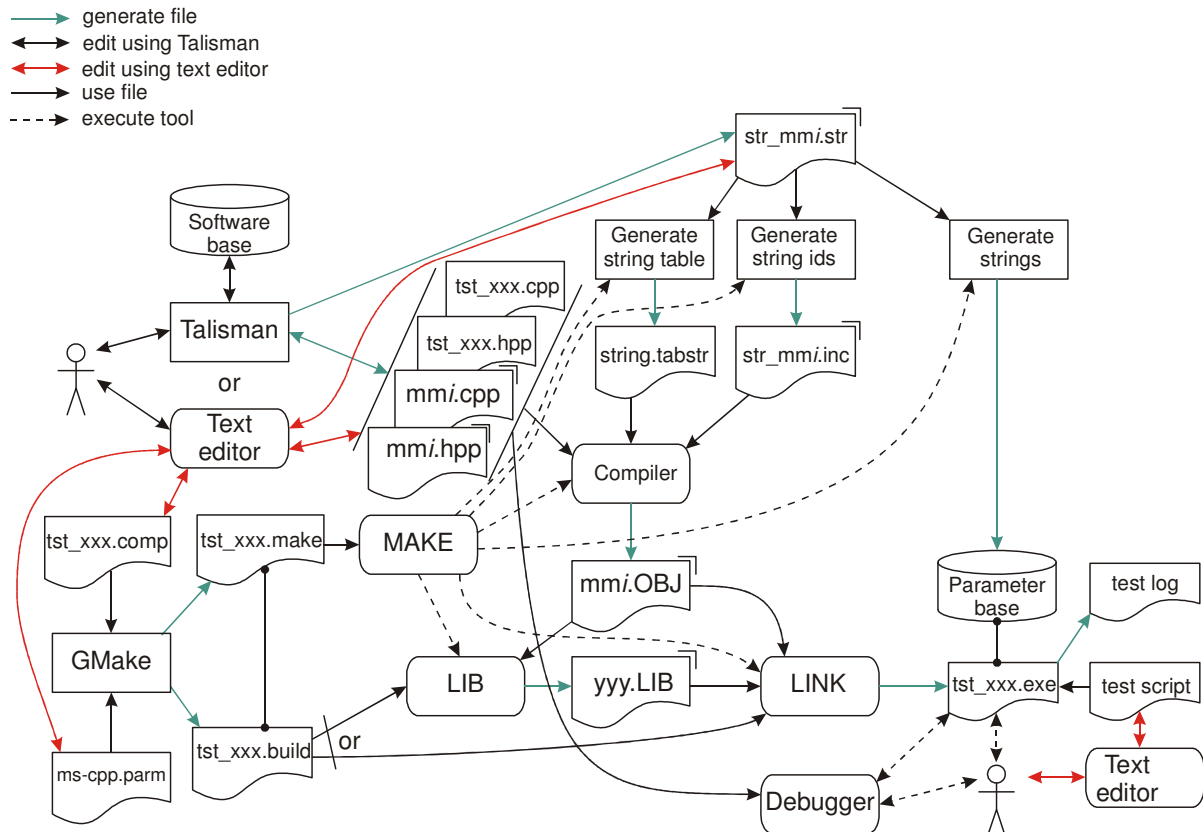 generate file
edit using Talisman
edit using text editor
use file
execute tool
str_mmi.str
Software
base
Generate
string table
Generate
string ids
Generate
strings
tst_xxx.cpp
Talisman
tst_xxx.hpp
string.tabstr
str_mmi.inc
or
mmi.cpp
Text
editor
mmi.hpp
Compiler
tst_xxx.comp
tst_xxx.make
MAKE
mmi.OBJ
Parameter
base
test log
GMake
LIB
yyy.LIB
LINK
tst_xxx.exe
test script
tst_xxx.build
or
ms-cpp.parm
Debugger
Text
editor